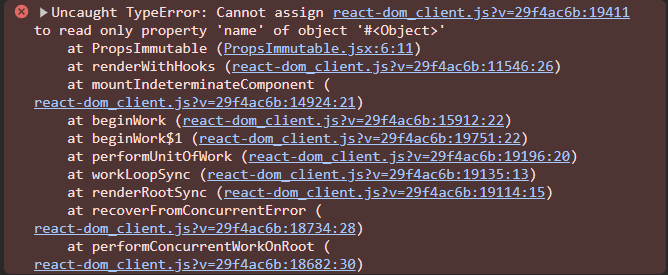 ▶Uncaught TypeError: Cannot assign react-dom_client.js?v=29f4ac6b:19411
to read only property 'name' of object '#<Object>'
at PropsImmutable (PropsImmutable.jsx:6:11)
at renderWithHooks (react-dom_client.js?v=29f4ac6b:11546:26)
at mountIndeterminateComponent (
react-dom_client.js?v=29f4ac6b:14924:21)
at beginWork (react-dom_client.js?v=29f4ac6b:15912:22)
at beginWork$1 (react-dom_client.js?v=29f4ac6b:19751:22)
at performUnitOfWork (react-dom_client.js?v=29f4ac6b:19196:20)
at workLoopSync (react-dom_client.js?v=29f4ac6b:19135:13)
at renderRootSync (react-dom_client.js?v=29f4ac6b:19114:15)
at recoverFromConcurrentError (
react-dom_client.js?v=29f4ac6b:18734:28)
at performConcurrentWorkOnRoot (
react-dom_client.js?v=29f4ac6b:18682:30)